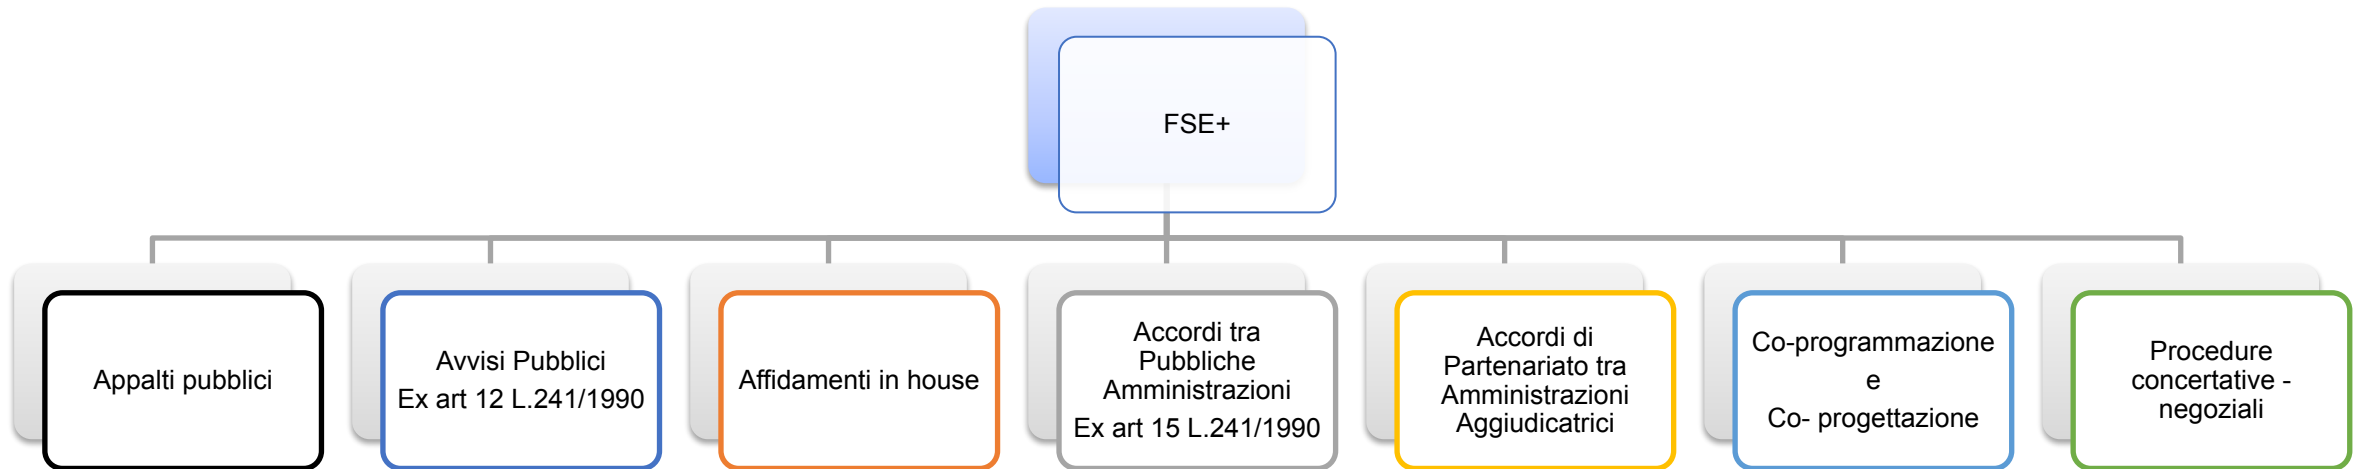 FSE+
Appalti pubblici
Avvisi Pubblici
Ex art 12 L.241/1990
Affidamenti in house
Accordi tra
Pubbliche
Amministrazioni
Ex art 15 L.241/1990
Accordi di
Partenariato tra
Amministrazioni
Aggiudicatrici
Co-programmazione
e
Co- progettazione
Procedure
concertative -
negoziali